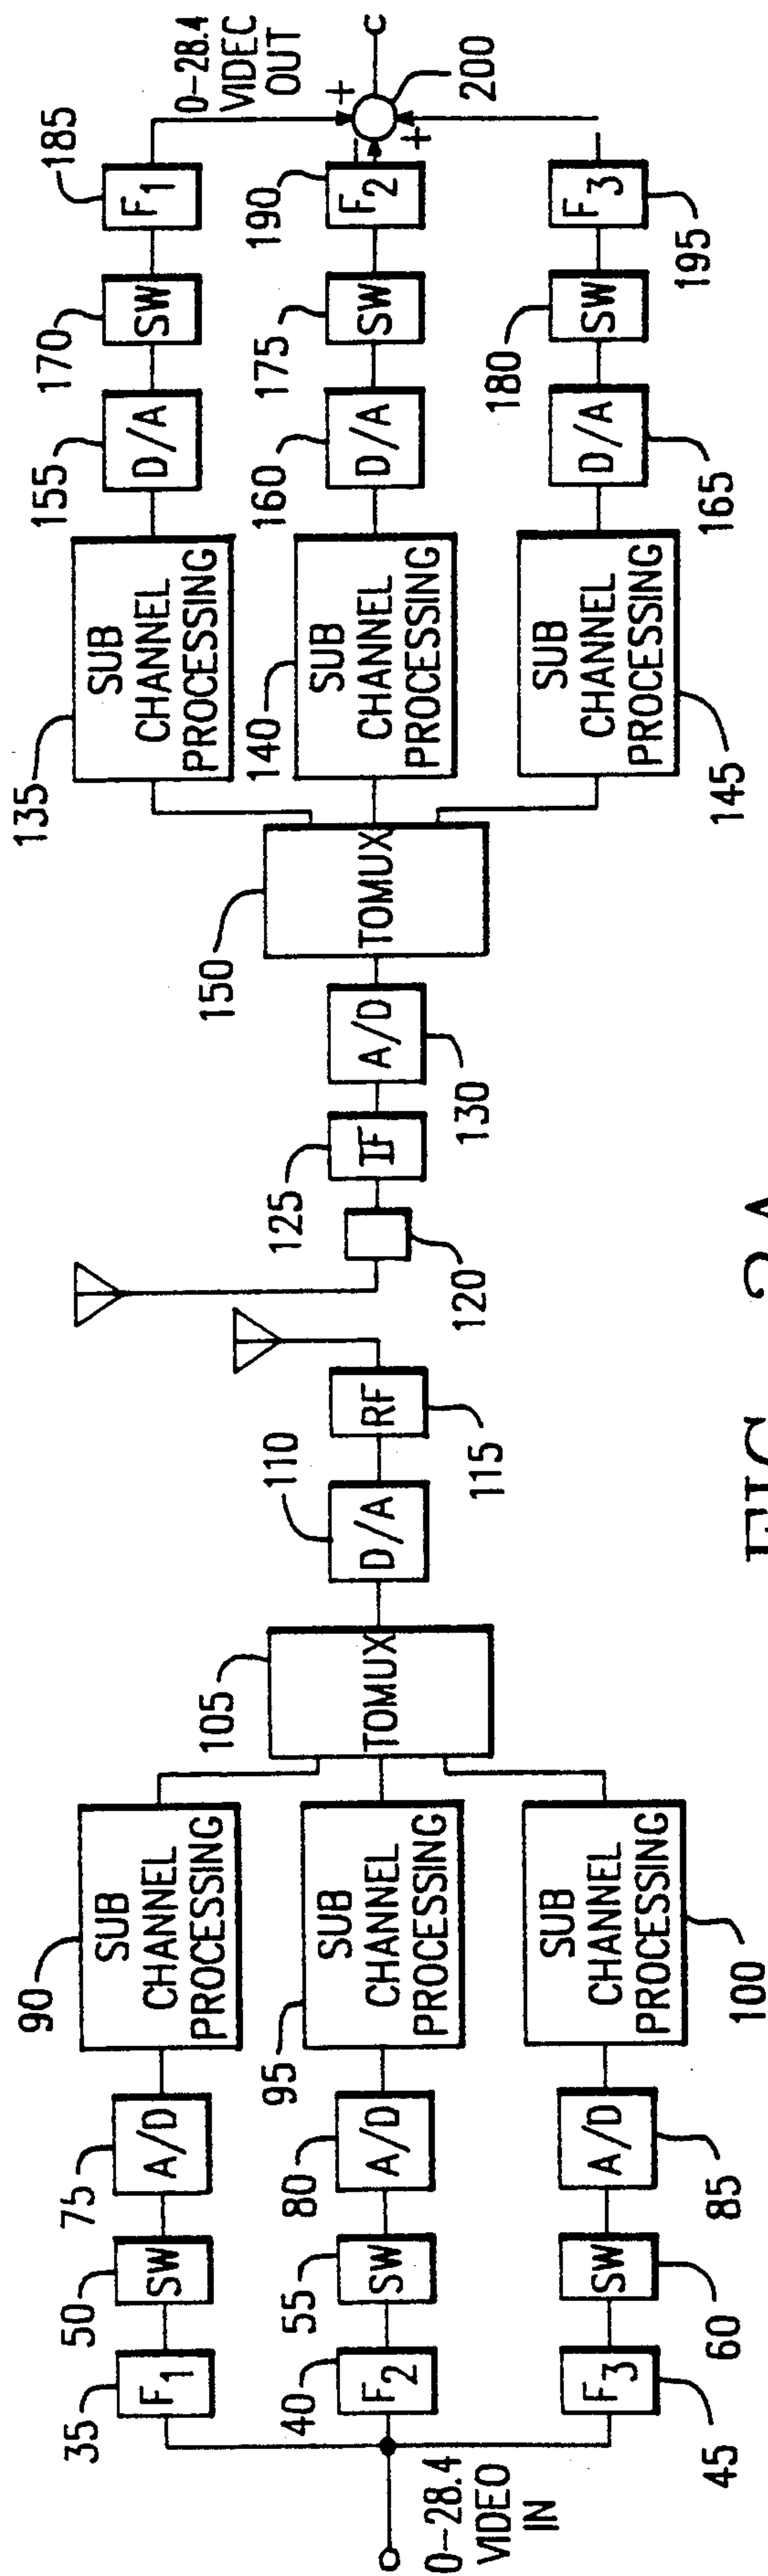 0-28.4
VIDEO
IN
35
F1
50
SW
75
A/D
90
SUB
CHANNEL
PROCESSING
40
F2
55
SW
80
A/D
95
SUB
CHANNEL
PROCESSING
45
F3
60
SW
85
A/D
100
SUB
CHANNEL
PROCESSING
105
TOMUX
110
D/A
115
RF
120
125
IF
130
A/D
150
TOMUX
135
SUB
CHANNEL
PROCESSING
155
D/A
170
SW
185
F1
140
SUB
CHANNEL
PROCESSING
160
D/A
175
SW
190
F2
145
SUB
CHANNEL
PROCESSING
165
D/A
180
SW
195
F3
+
+
200
0-28.4
VIDEC
OUT
C